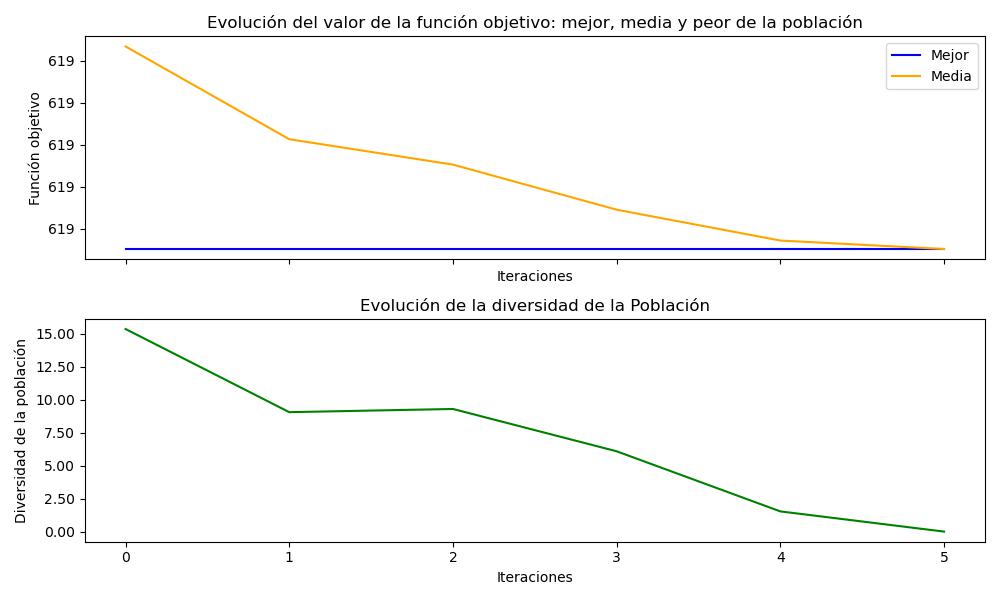 Evolución del valor de la función objetivo: mejor, media y peor de la población
619
619
619
619
619
Función objetivo
Mejor
Media
Iteraciones
Evolución de la diversidad de la Población
15.00
12.50
10.00
7.50
5.00
2.50
0.00
Diversidad de la población
0 1 2 3 4 5
Iteraciones